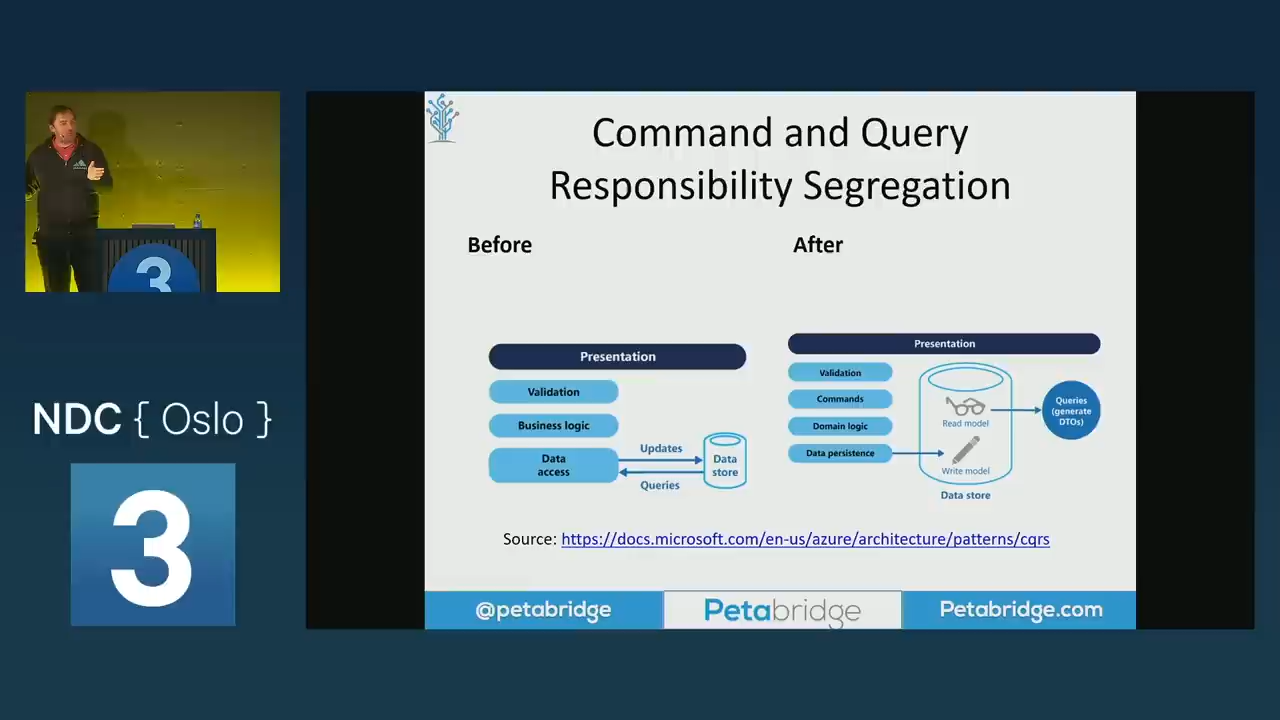 3
NDC { Oslo }
3
Command and Query
Responsibility Segregation
Before
After
Presentation
Validation
Business logic
Data
access
Updates
Queries
Data
store
Presentation
Validation
Commands
Domain logic
Data persistence
Read model
Write model
Data store
Queries
(generate
DTOs)
Source: https://docs.microsoft.com/en-us/azure/architecture/patterns/cqrs
@petabridge
Petabridge
Petabridge.com